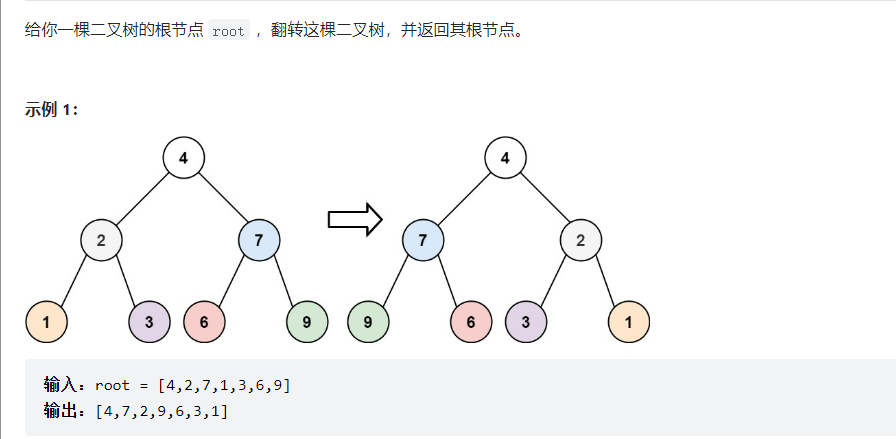 给你一棵二叉树的根节点 root ，翻转这棵二叉树，并返回其根节点。
示例 1：
4 4
2 7 7 2
1 3 6 9 9 6 3 1
输入：root = [4,2,7,1,3,6,9]
输出：[4,7,2,9,6,3,1]